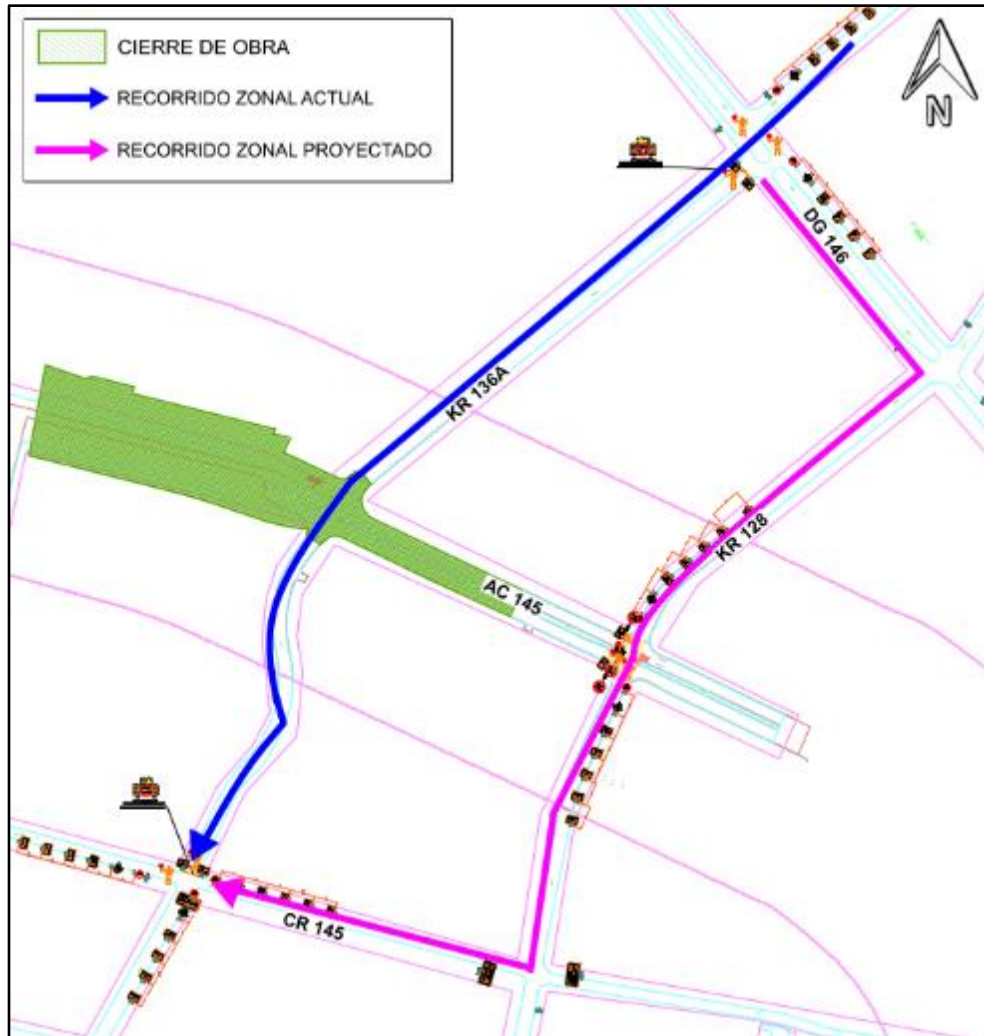 CIERRE DE OBRA
RECORRIDO ZONAL ACTUAL
RECORRIDO ZONAL PROYECTADO
N
DG 146
KR 136A
KR 128
AC 145
CR 145